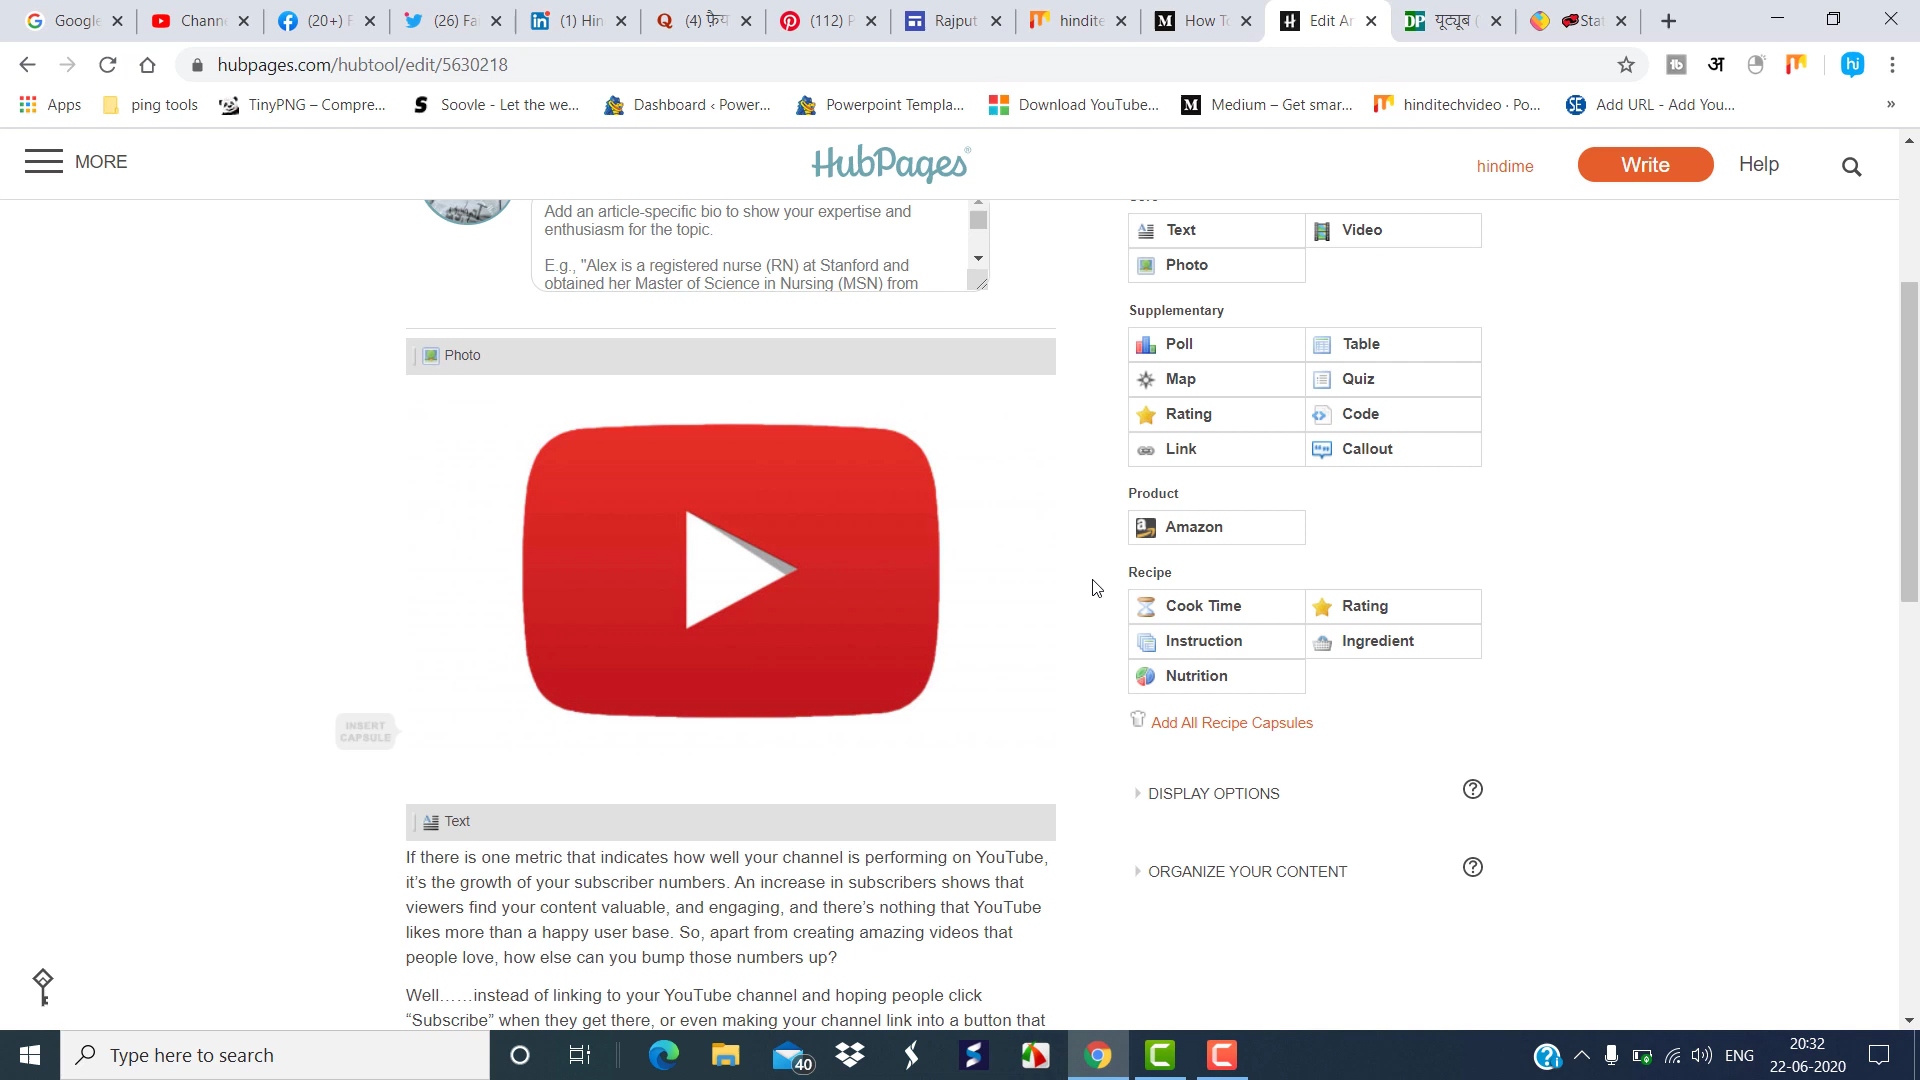 Google
Chann
(20+) F
(26) Fa
(1) Hin
(4) फ़ैय
(112) P
Rajput
hindite
How To
Edit Ar
यूट्यूब (
Stat
hubpages.com/hubtool/edit/5630218
Apps
ping tools
TinyPNG – Compre...
Soovle - Let the we...
Dashboard ‹ Power...
Powerpoint Templa...
Download YouTube...
Medium – Get smar...
hinditechvideo · Po...
Add URL - Add You...
»
MORE
HubPages®
hindime
Write
Help
Add an article-specific bio to show your expertise and
enthusiasm for the topic.
E.g., "Alex is a registered nurse (RN) at Stanford and
obtained her Master of Science in Nursing (MSN) from
Photo
INSERT
CAPSULE
Text
If there is one metric that indicates how well your channel is performing on YouTube,
it's the growth of your subscriber numbers. An increase in subscribers shows that
viewers find your content valuable, and engaging, and there's nothing that YouTube
likes more than a happy user base. So, apart from creating amazing videos that
people love, how else can you bump those numbers up?
Well……instead of linking to your YouTube channel and hoping people click
“Subscribe” when they get there, or even making your channel link into a button that
Text
Video
Photo
Supplementary
Poll
Table
Map
Quiz
Rating
Code
Link
Callout
Product
Amazon
Recipe
Cook Time
Rating
Instruction
Ingredient
Nutrition
Add All Recipe Capsules
DISPLAY OPTIONS
ORGANIZE YOUR CONTENT
Type here to search
40
ENG
20:32
22-06-2020